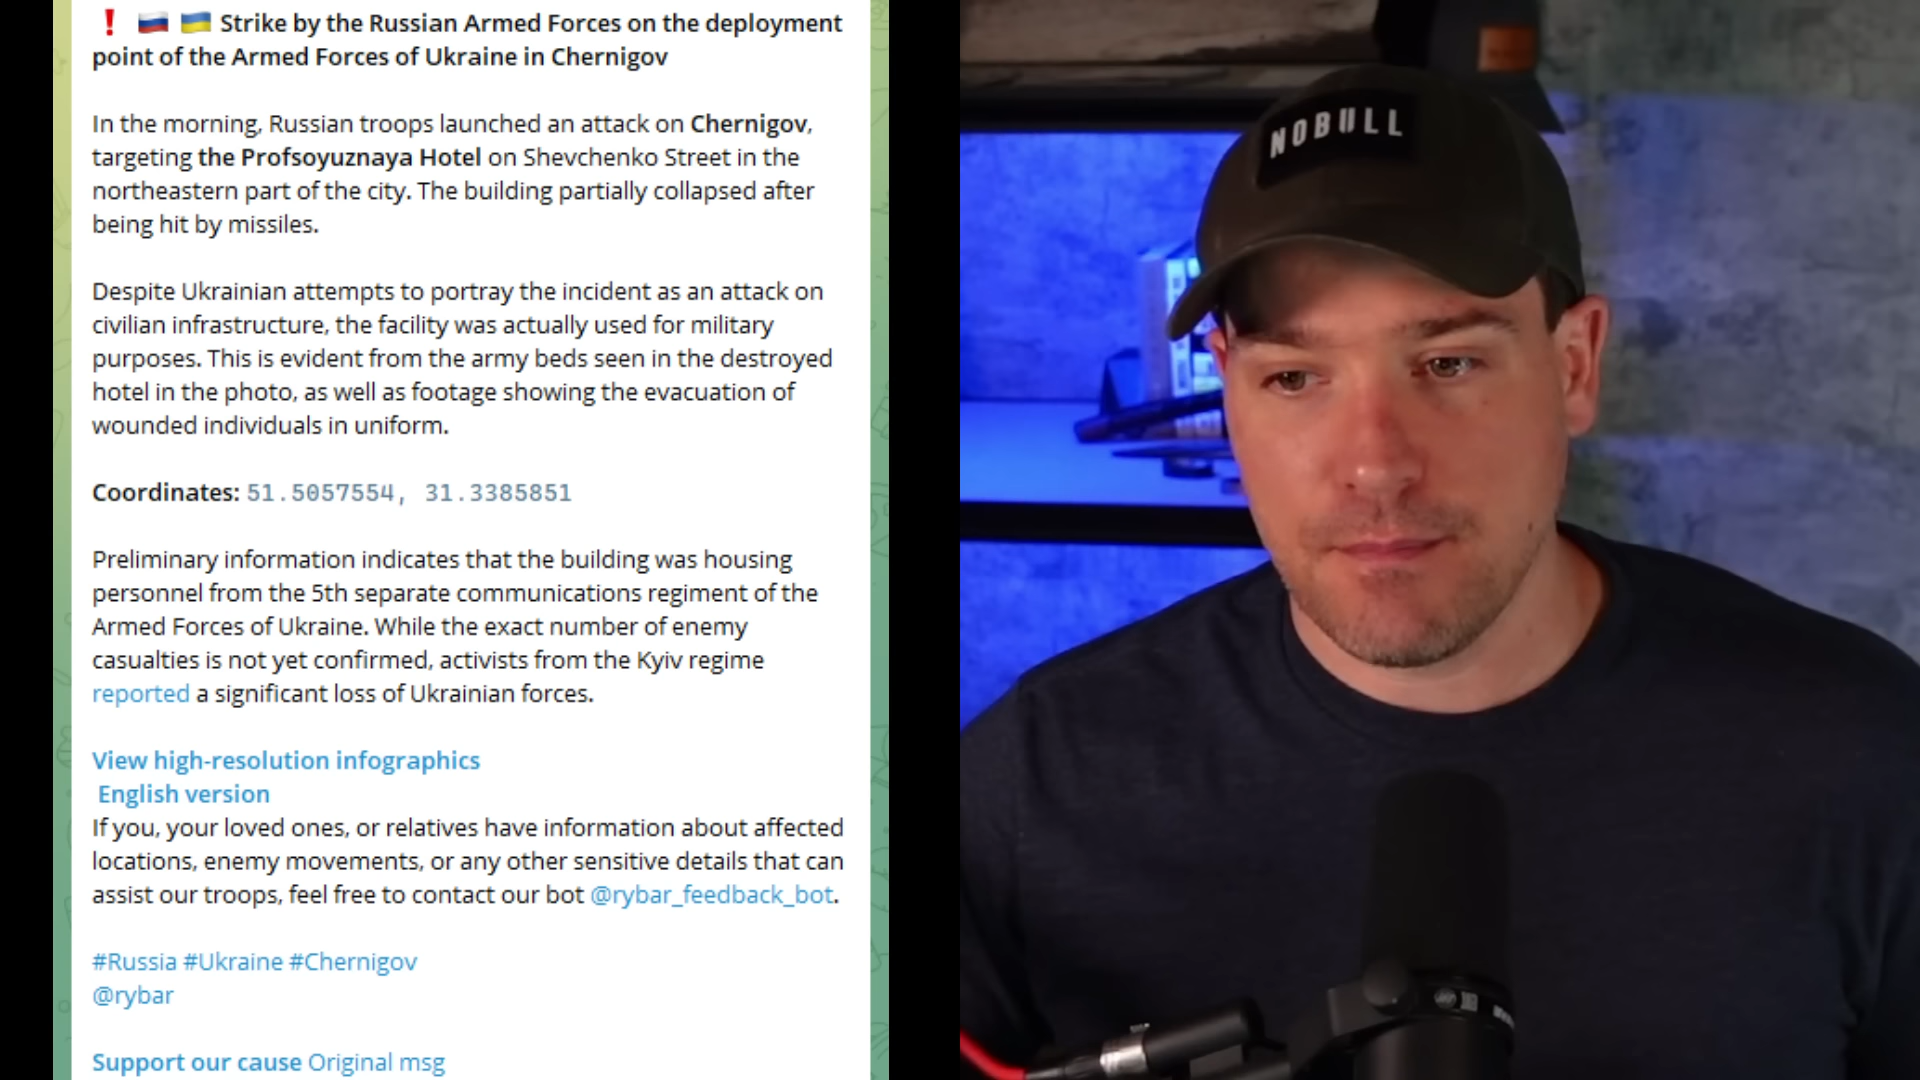 ❗ 🇷🇺 🇺🇦 Strike by the Russian Armed Forces on the deployment
point of the Armed Forces of Ukraine in Chernigov
In the morning, Russian troops launched an attack on Chernigov,
targeting the Profsoyuznaya Hotel on Shevchenko Street in the
northeastern part of the city. The building partially collapsed after
being hit by missiles.
Despite Ukrainian attempts to portray the incident as an attack on
civilian infrastructure, the facility was actually used for military
purposes. This is evident from the army beds seen in the destroyed
hotel in the photo, as well as footage showing the evacuation of
wounded individuals in uniform.
Coordinates: 51.5057554, 31.3385851
Preliminary information indicates that the building was housing
personnel from the 5th separate communications regiment of the
Armed Forces of Ukraine. While the exact number of enemy
casualties is not yet confirmed, activists from the Kyiv regime
reported a significant loss of Ukrainian forces.
View high-resolution infographics
English version
If you, your loved ones, or relatives have information about affected
locations, enemy movements, or any other sensitive details that can
assist our troops, feel free to contact our bot @rybar_feedback_bot.
#Russia #Ukraine #Chernigov
@rybar
Support our cause Original msg
NOBULL